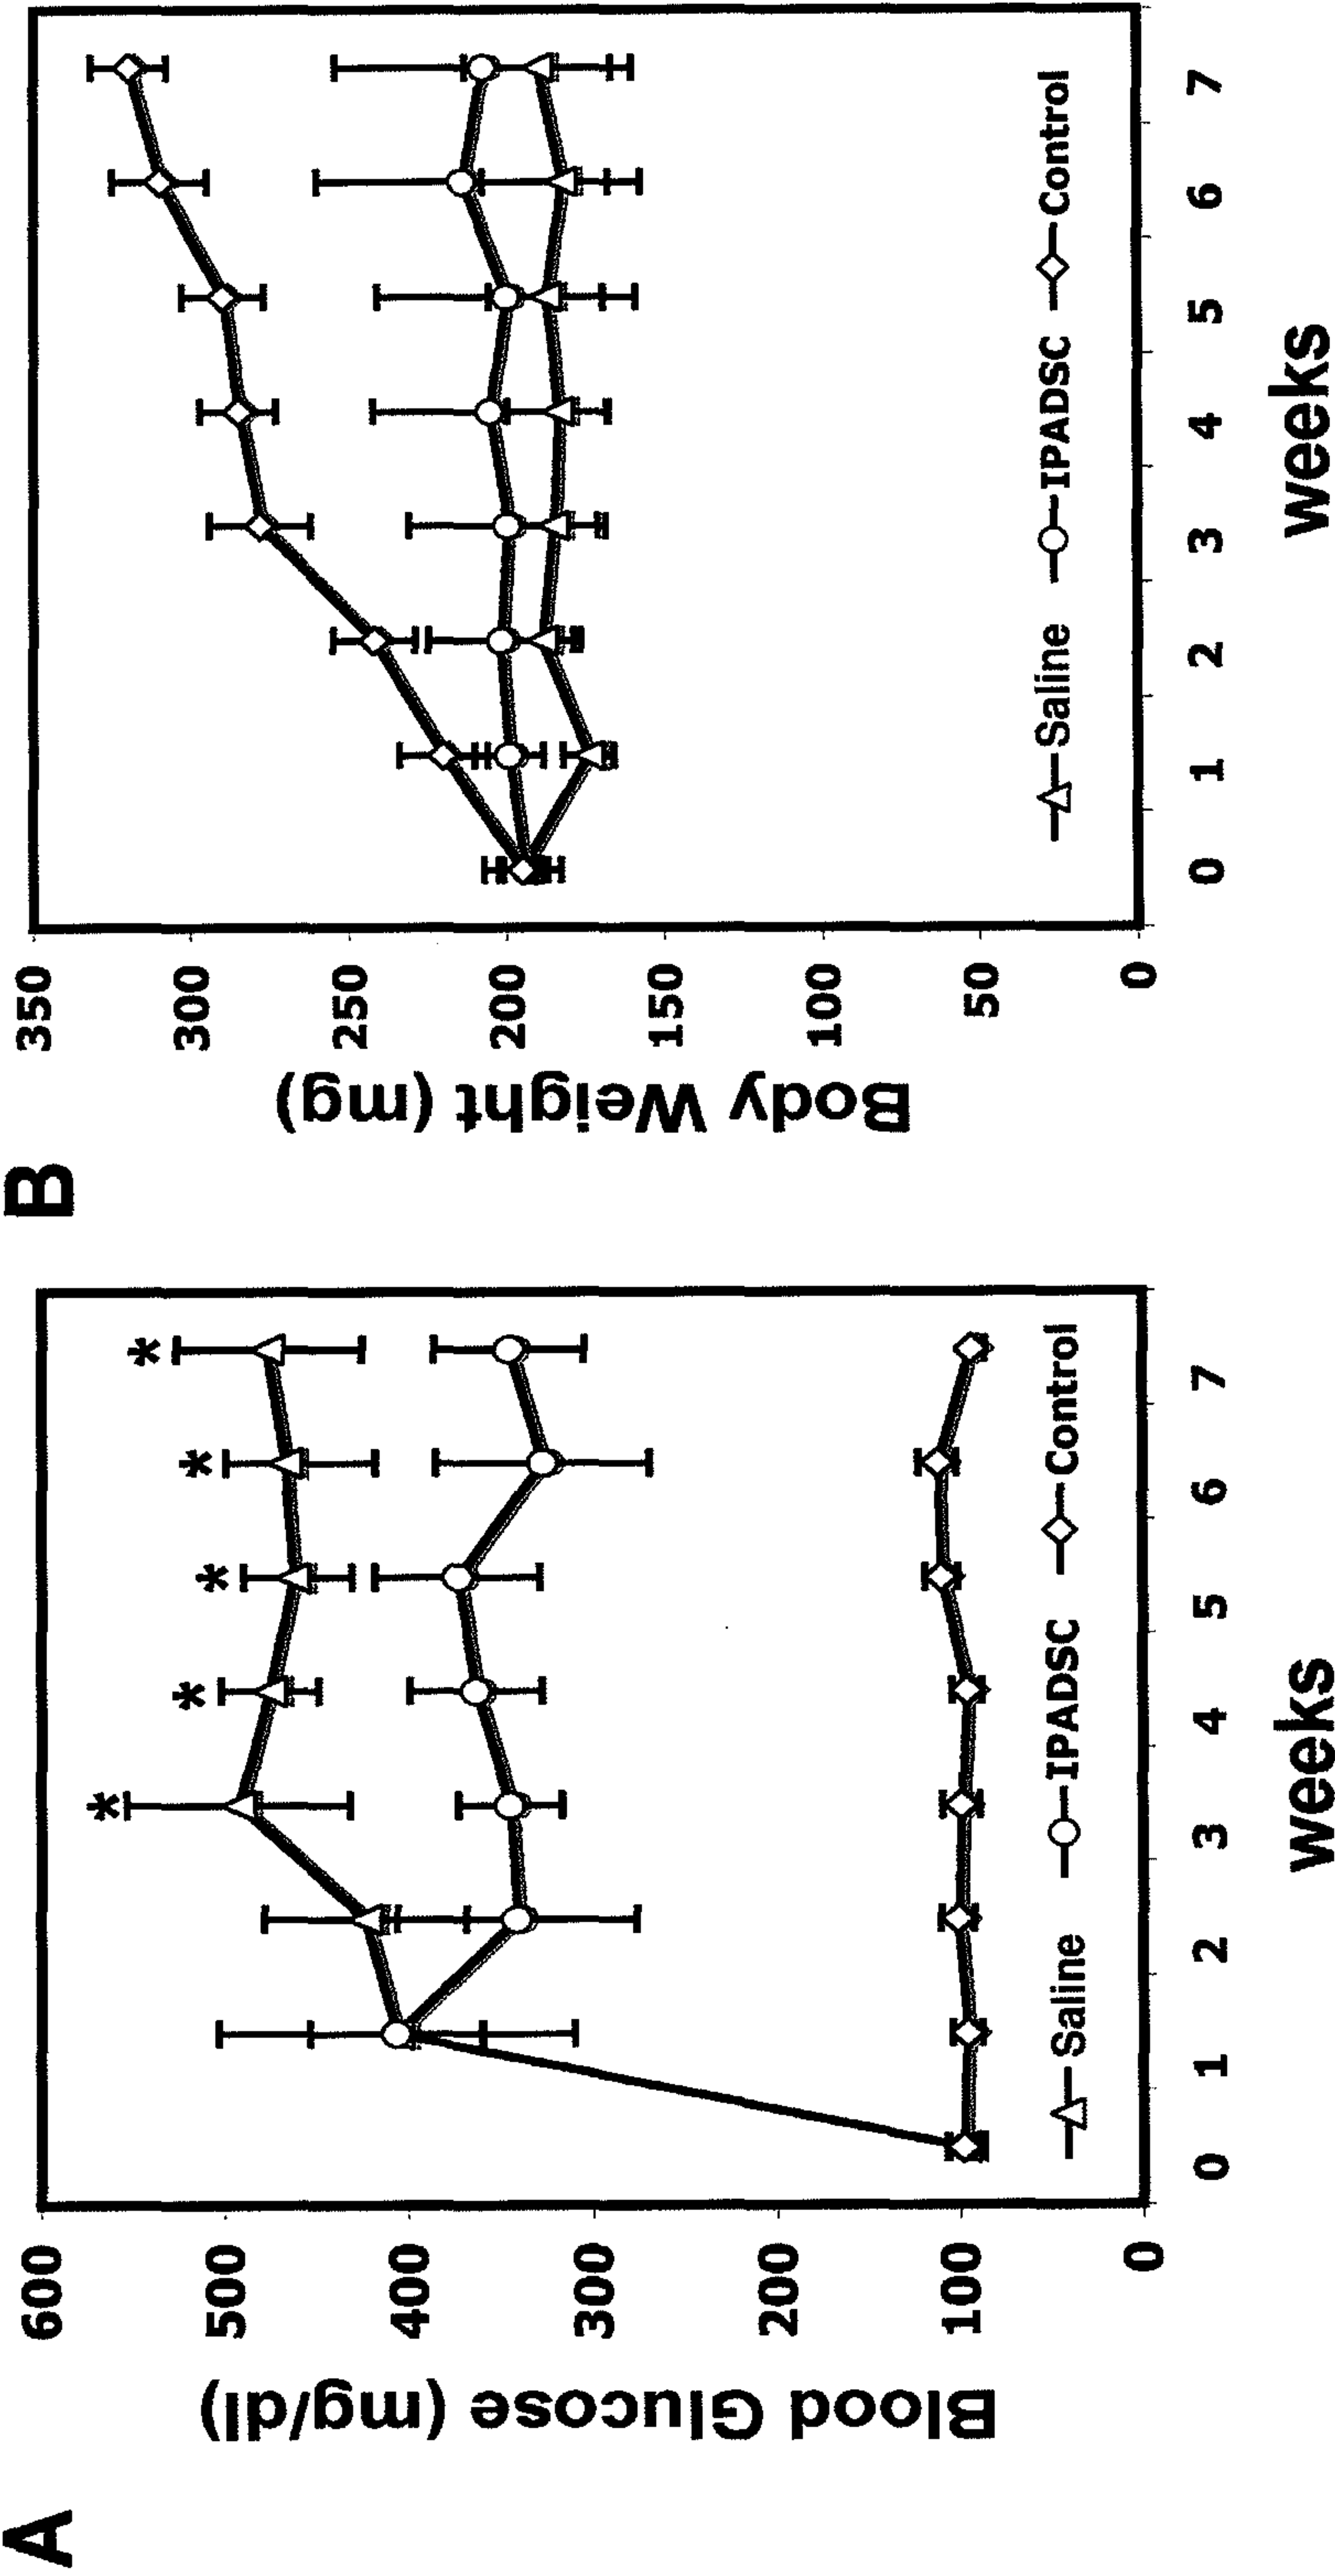 A
Blood Glucose (mg/dl)
600
500
400
300
200
100
0
*
*
*
*
*
Saline
IPADSC
Control
0 1 2 3 4 5 6 7
weeks
B
Body Weight (mg)
350
300
250
200
150
100
50
0
Saline
IPADSC
Control
0 1 2 3 4 5 6 7
weeks